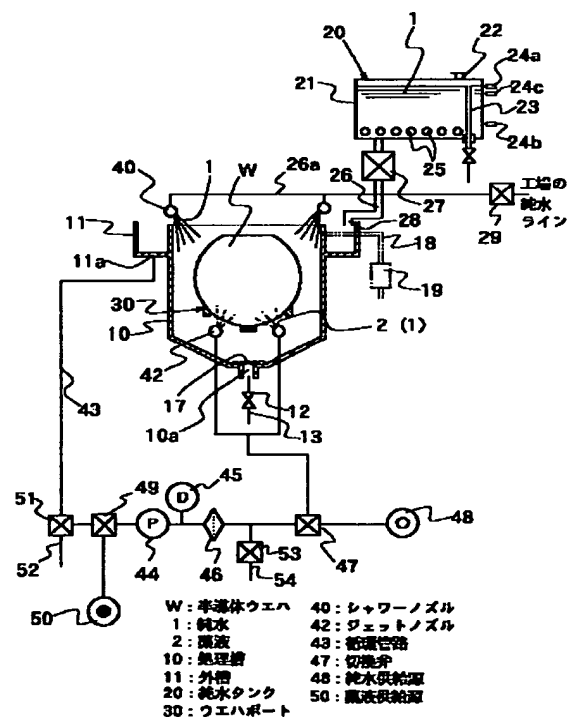 20
1
22
21
24a
24c
23
24b
25
40
1
W
26a
26
27
工場の
純水
ライン
11
28
18
29
11a
19
30
10
2 (1)
42
17
12
10a
13
43
45
D
51
49
P
48
52
44
46
53
47
50
54
W：半導体ウエハ
1：純水
2：薬液
10：処理槽
11：外槽
20：純水タンク
30：ウエハボート
40：シャワーノズル
42：ジェットノズル
43：循環管路
47：切換弁
48：純水供給源
50：薬液供給源